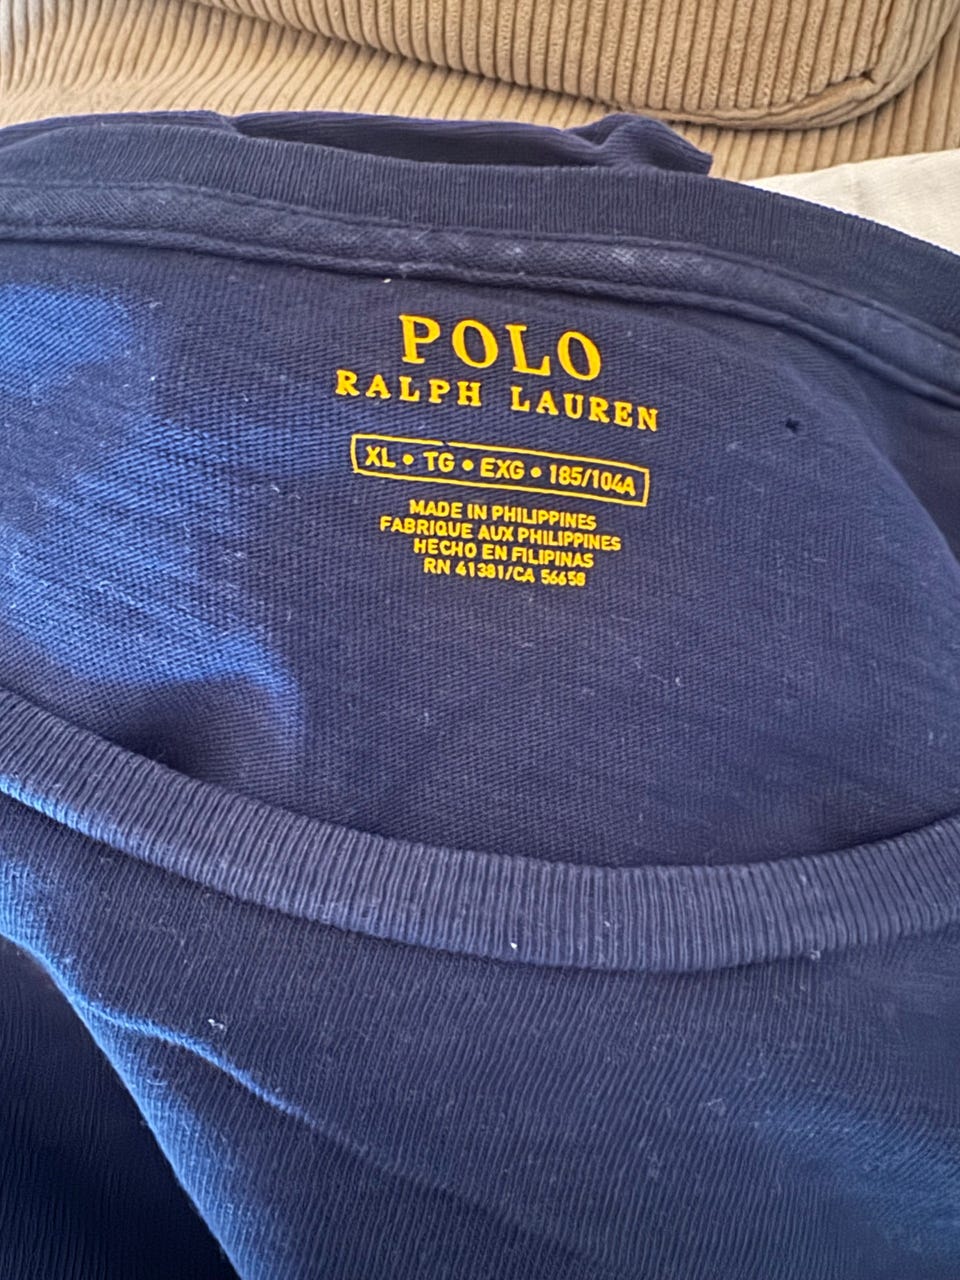 POLO
RALPH LAUREN
XL • TG • EXG • 185/104A
MADE IN PHILIPPINES
FABRIQUE AUX PHILIPPINES
HECHO EN FILIPINAS
RN 41381/CA 56658